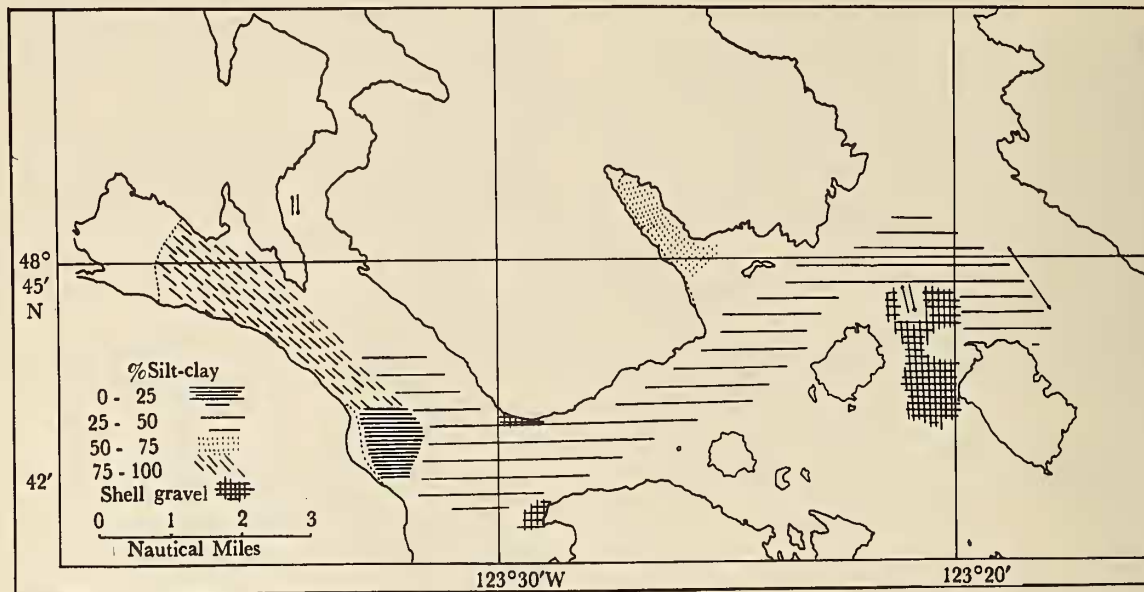 48°
45'
N
42'
% Silt-clay
0 - 25
25 - 50
50 - 75
75 - 100
Shell gravel
0 1 2 3
Nautical Miles
123°30'W
123°20'